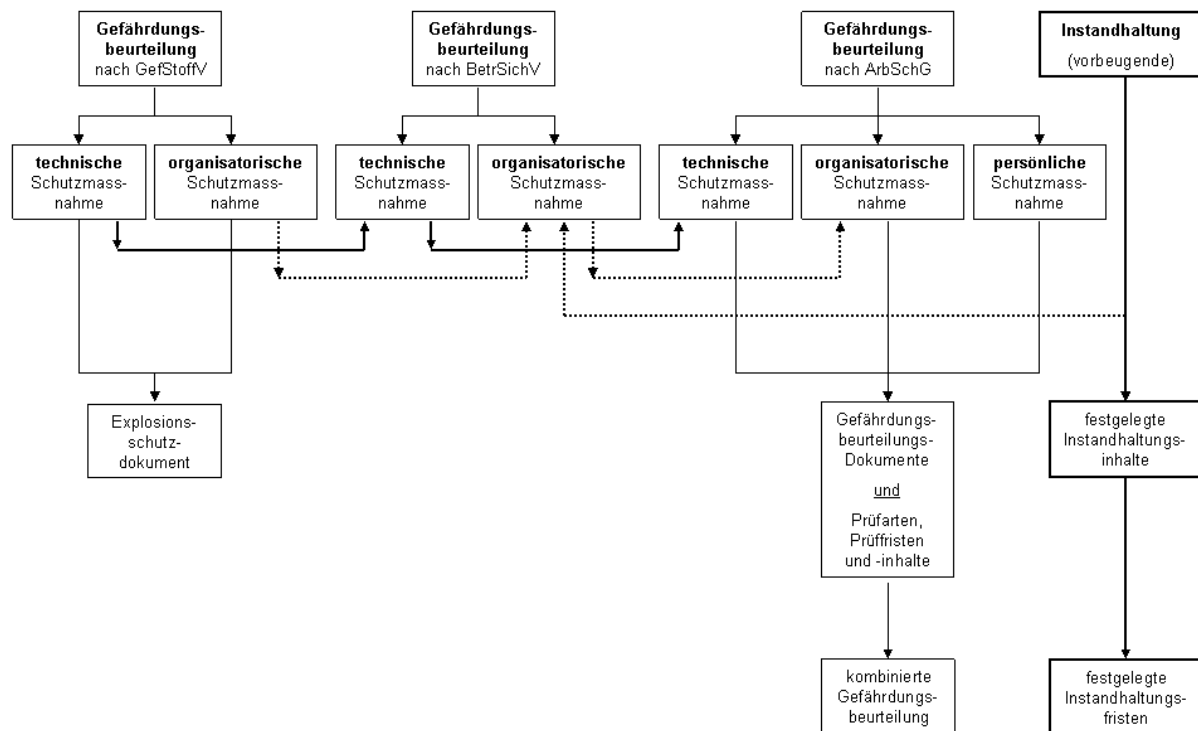 Gefährdungs-
beurteilung
nach GefStoffV
Gefährdungs-
beurteilung
nach BetrSichV
Gefährdungs-
beurteilung
nach ArbSchG
Instandhaltung
(vorbeugende)
technische
Schutzmass-
nahme
organisatorische
Schutzmass-
nahme
technische
Schutzmass-
nahme
organisatorische
Schutzmass-
nahme
technische
Schutzmass-
nahme
organisatorische
Schutzmass-
nahme
persönliche
Schutzmass-
nahme
Explosions-
schutz-
dokument
Gefährdungs-
beurteilungs-
Dokumente
und
Prüfarten,
Prüffristen
und -inhalte
festgelegte
Instandhaltungs-
inhalte
kombinierte
Gefährdungs-
beurteilung
festgelegte
Instandhaltungs-
fristen